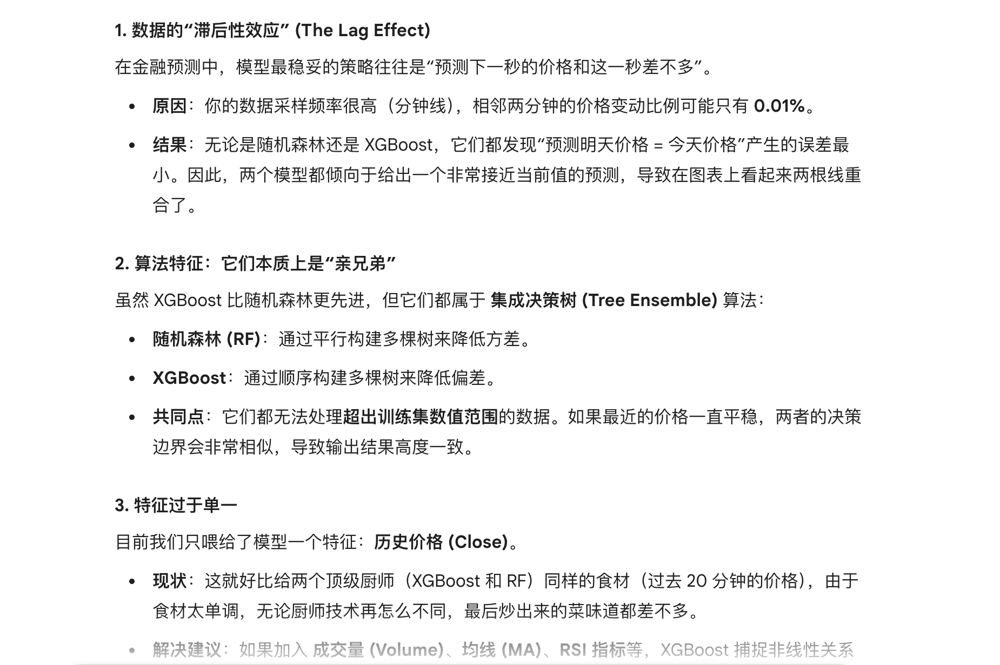 1. 数据的“滞后性效应” (The Lag Effect)
在金融预测中，模型最稳妥的策略往往是“预测下一秒的价格和这一秒差不多”。
• 原因：你的数据采样频率很高（分钟线），相邻两分钟的价格变动比例可能只有 0.01%。
• 结果：无论是随机森林还是 XGBoost，它们都发现“预测明天价格 = 今天价格”产生的误差最
小。因此，两个模型都倾向于给出一个非常接近当前值的预测，导致在图表上看起来两根线重
合了。
2. 算法特征：它们本质上是“亲兄弟”
虽然 XGBoost 比随机森林更先进，但它们都属于 集成决策树 (Tree Ensemble) 算法：
• 随机森林 (RF)：通过平行构建多棵树来降低方差。
• XGBoost：通过顺序构建多棵树来降低偏差。
• 共同点：它们都无法处理超出训练集数值范围的数据。如果最近的价格一直平稳，两者的决策
边界会非常相似，导致输出结果高度一致。
3. 特征过于单一
目前我们只喂给了模型一个特征：历史价格 (Close)。
• 现状：这就好比给两个顶级厨师（XGBoost 和 RF）同样的食材（过去 20 分钟的价格），由于
食材太单调，无论厨师技术再怎么不同，最后炒出来的菜味道都差不多。
• 解决建议：如果加入 成交量 (Volume)、均线 (MA)、RSI 指标等，XGBoost 捕捉非线性关系